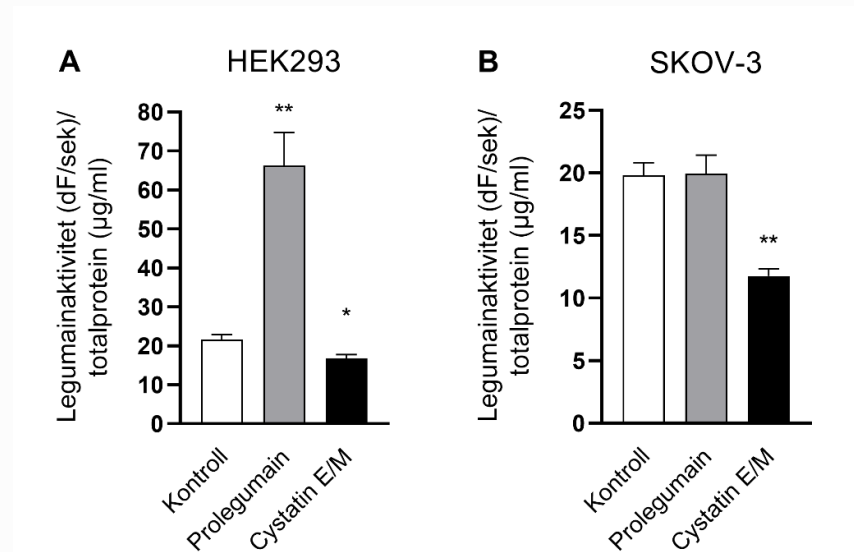 A HEK293
Legumainaktivitet (dF/sek)/
totalprotein (µg/ml)
80
70
60
50
40
30
20
10
0
**
*
Kontroll
Prolegumain
Cystatin E/M
B SKOV-3
Legumainaktivitet (dF/sek)/
totalprotein (µg/ml)
25
20
15
10
5
0
**
Kontroll
Prolegumain
Cystatin E/M